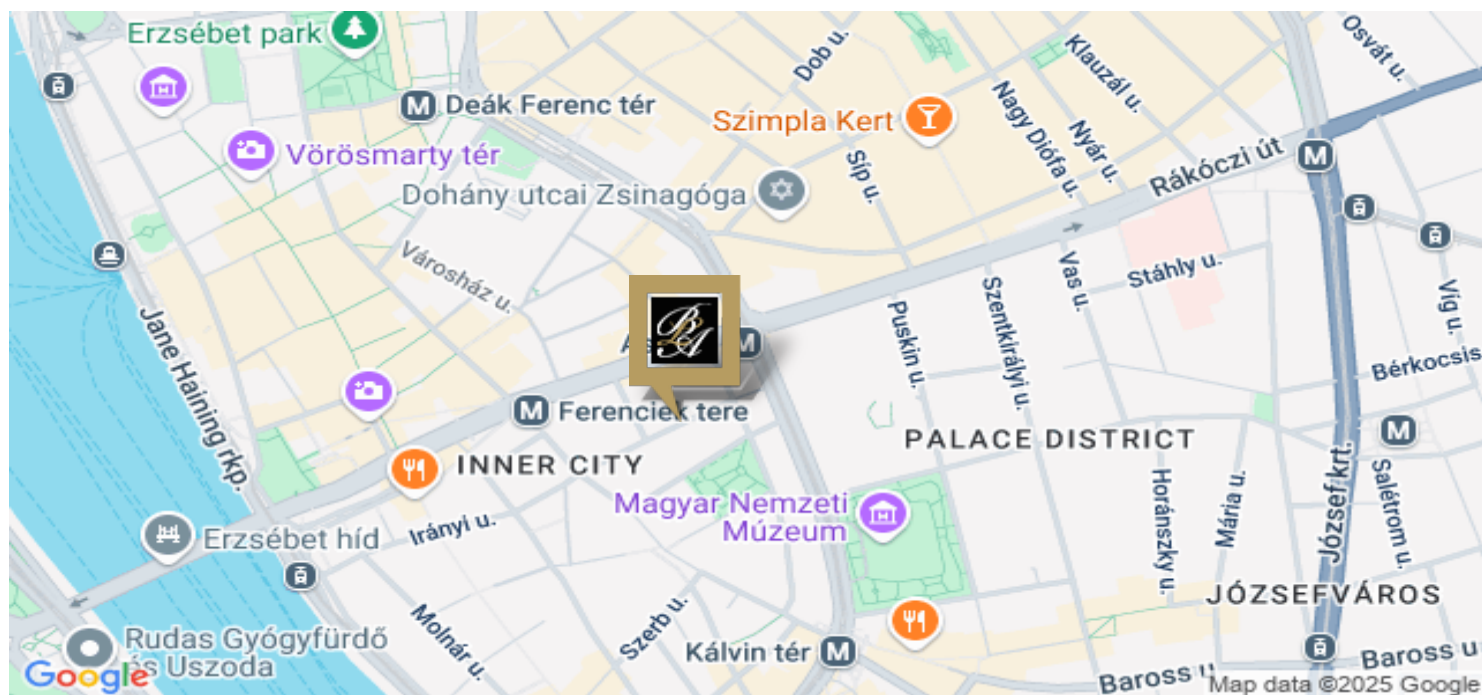 Erzsébet park
Dob u.
Klauzál u.
Osvát u.
M Deák Ferenc tér
Szimpla Kert
Nagy Diófa u.
Nyár u.
Vörösmarty tér
Síp u.
Rákóczi út
M
Dohány utcai Zsinagóga
Városház u.
Vas u.
Stáhly u.
Víg u.
Jane Haining rkp.
Puskin u.
Szentkirályi u.
BLA
M
Bérkocsis
M Ferenciek tere
PALACE DISTRICT
M
INNER CITY
Horánszky u.
Mária u.
József krt.
Salétrom u.
Magyar Nemzeti
Múzeum
Irányi u.
Erzsébet híd
JÓZSEFVÁROS
Molnár u.
Szerb u.
Rudas Gyógyfürdő
és Uszoda
Kálvin tér M
Baross u
Baross u
Google
Map data ©2025 Google